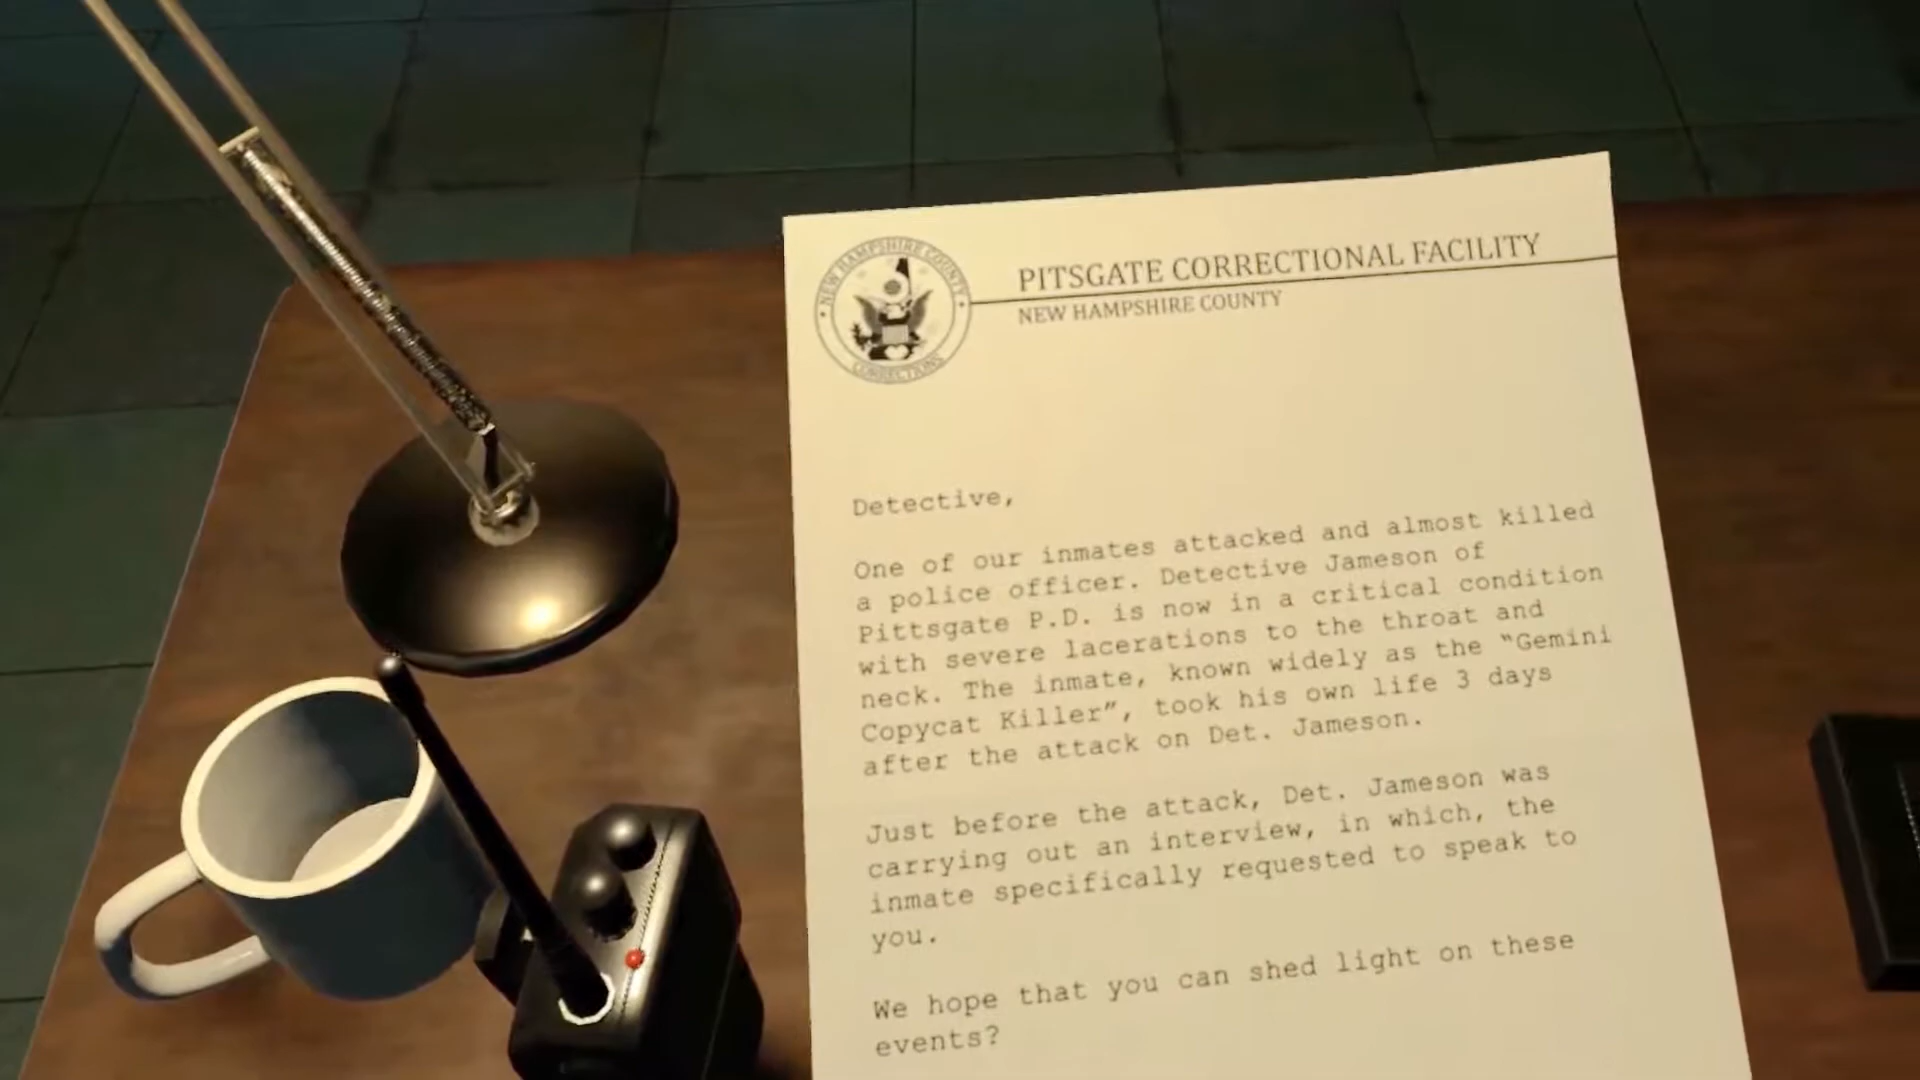 NEW HAMPSHIRE COUNTY
CORRECTIONS
PITSGATE CORRECTIONAL FACILITY
NEW HAMPSHIRE COUNTY
Detective,
One of our inmates attacked and almost killed
a police officer. Detective Jameson of
Pittsgate P.D. is now in a critical condition
with severe lacerations to the throat and
neck. The inmate, known widely as the "Gemini
Copycat Killer", took his own life 3 days
after the attack on Det. Jameson.
Just before the attack, Det. Jameson was
carrying out an interview, in which, the
inmate specifically requested to speak to
you.
We hope that you can shed light on these
events?